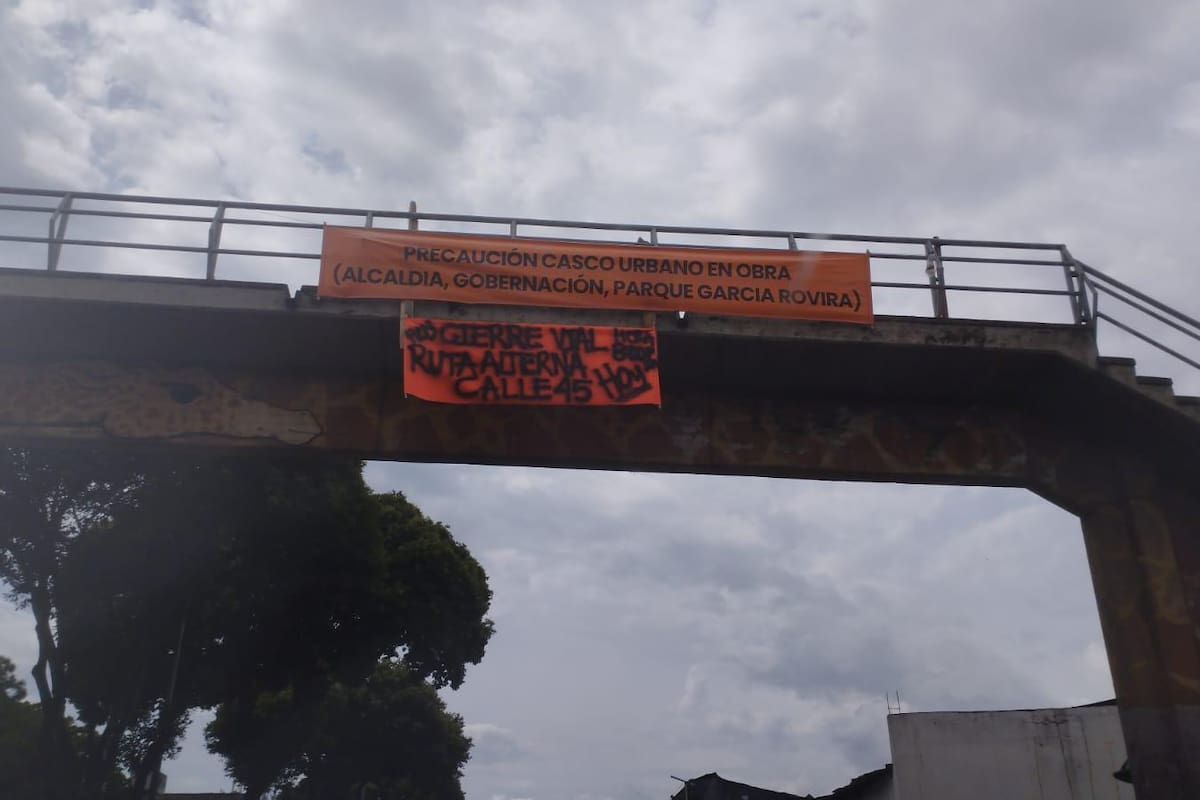 PRECAUCIÓN CASCO URBANO EN OBRA
(ALCALDIA, GOBERNACIÓN, PARQUE GARCIA ROVIRA)
CIERRE VIAL
RUTA ALTERNA
CALLE 45 HOY